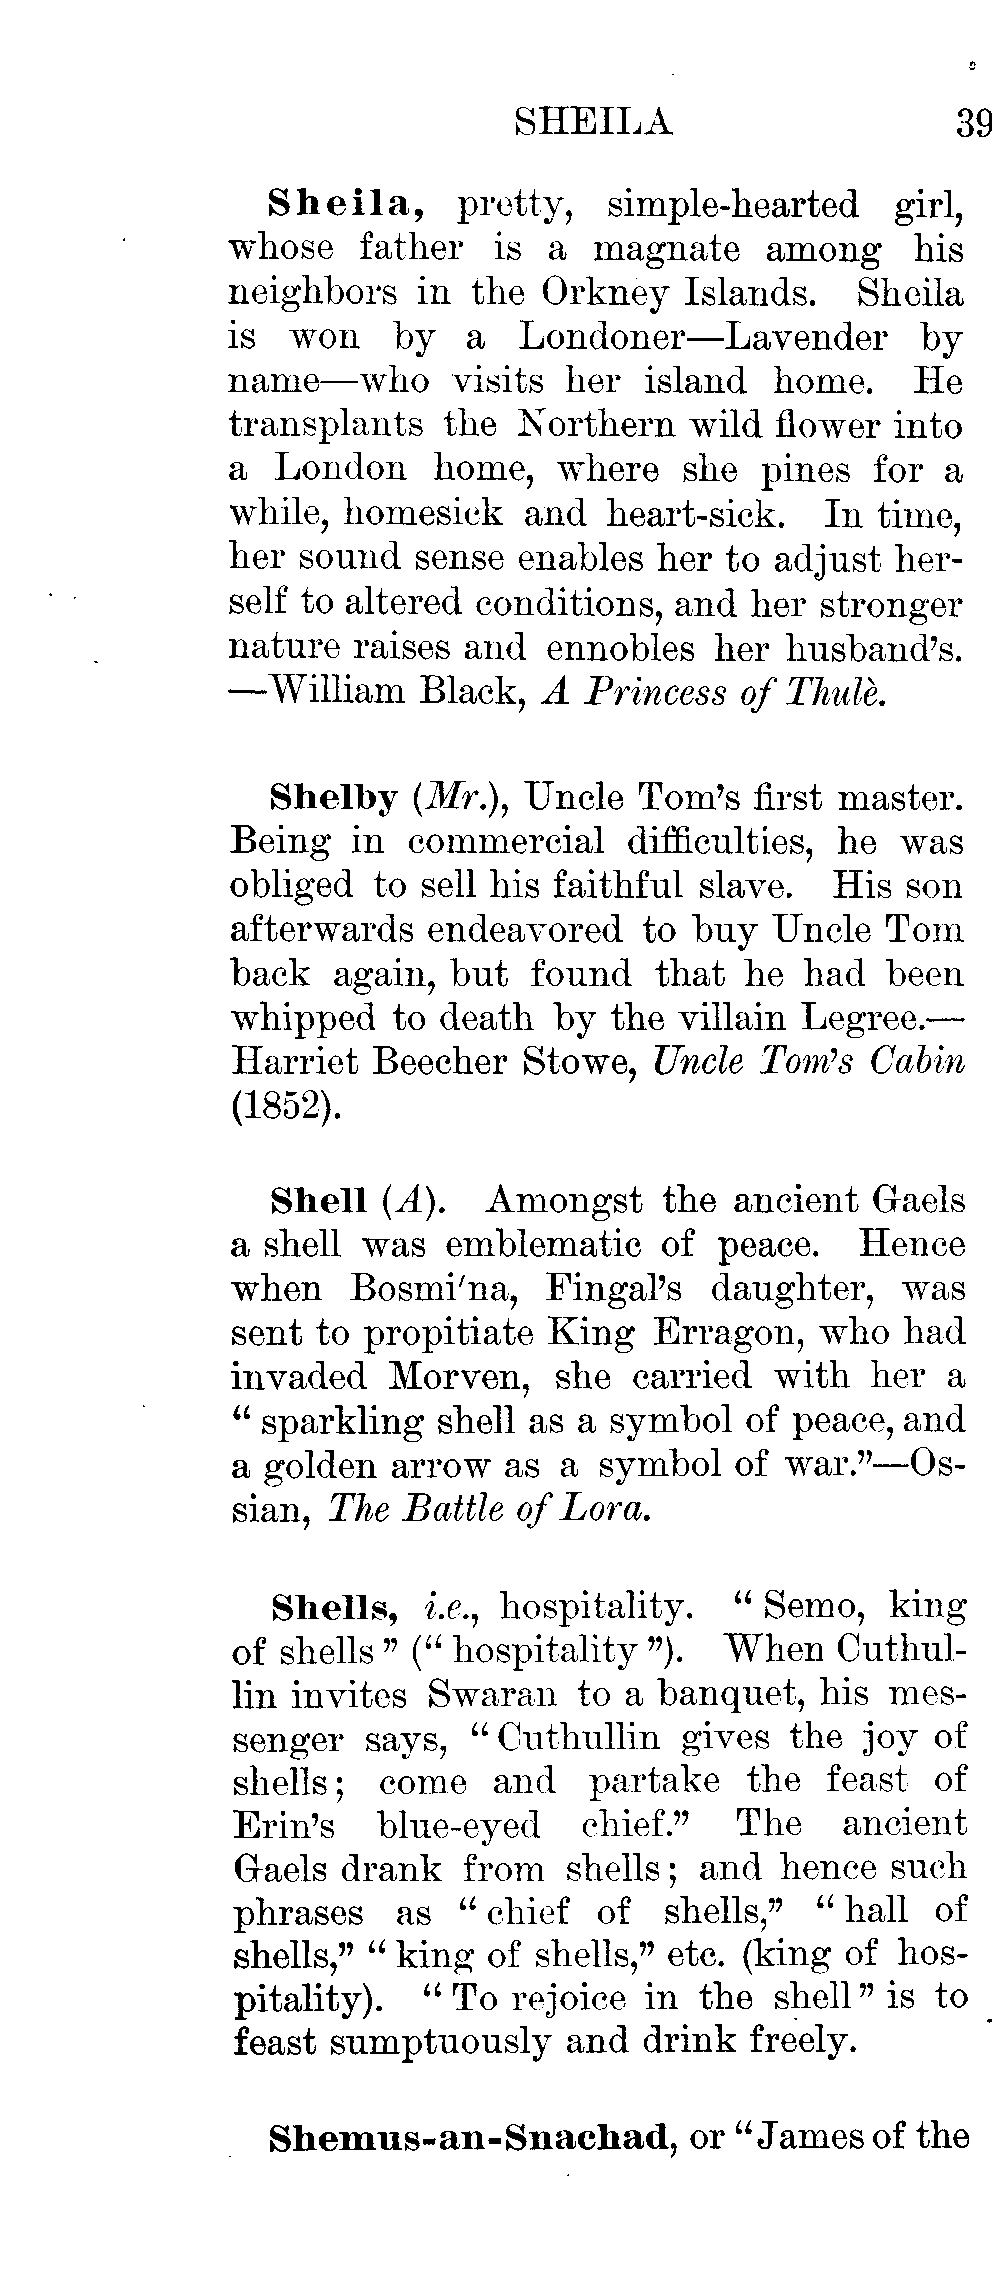 SHEILA 39
Sheila, pretty, simple-hearted girl,
whose father is a magnate among his
neighbors in the Orkney Islands. Sheila
is won by a Londoner—Lavender by
name—who visits her island home. He
transplants the Northern wild flower into
a London home, where she pines for a
while, homesick and heart-sick. In time,
her sound sense enables her to adjust her-
self to altered conditions, and her stronger
nature raises and ennobles her husband's.
—William Black, A Princess of Thulè.
Shelby (Mr.), Uncle Tom's first master.
Being in commercial difficulties, he was
obliged to sell his faithful slave. His son
afterwards endeavored to buy Uncle Tom
back again, but found that he had been
whipped to death by the villain Legree.—
Harriet Beecher Stowe, Uncle Tom's Cabin
(1852).
Shell (A). Amongst the ancient Gaels
a shell was emblematic of peace. Hence
when Bosmi'na, Fingal's daughter, was
sent to propitiate King Erragon, who had
invaded Morven, she carried with her a
“ sparkling shell as a symbol of peace, and
a golden arrow as a symbol of war.”—Os-
sian, The Battle of Lora.
Shells, i.e., hospitality. “ Semo, king
of shells ” (“ hospitality ”). When Cuthul-
lin invites Swaran to a banquet, his mes-
senger says, “ Cuthullin gives the joy of
shells; come and partake the feast of
Erin's blue-eyed chief.” The ancient
Gaels drank from shells; and hence such
phrases as “ chief of shells,” “ hall of
shells,” “ king of shells,” etc. (king of hos-
pitality). “ To rejoice in the shell ” is to
feast sumptuously and drink freely.
Shemus-an-Snachad, or “James of the